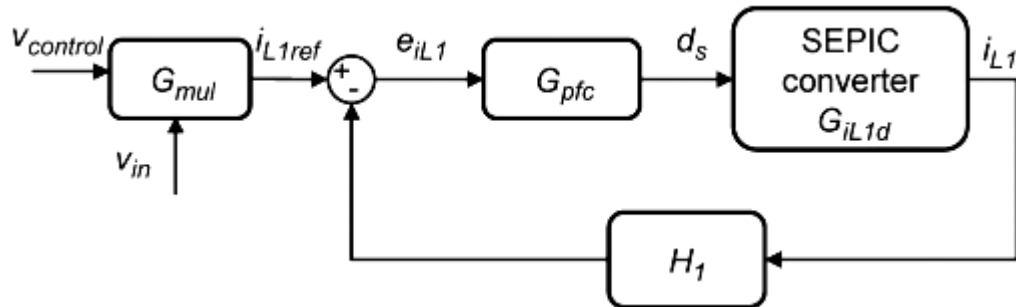 v_control
G_mul
v_in
i_L1ref
+
-
e_iL1
G_pfc
d_s
SEPIC
converter
G_iL1d
i_L1
H_1